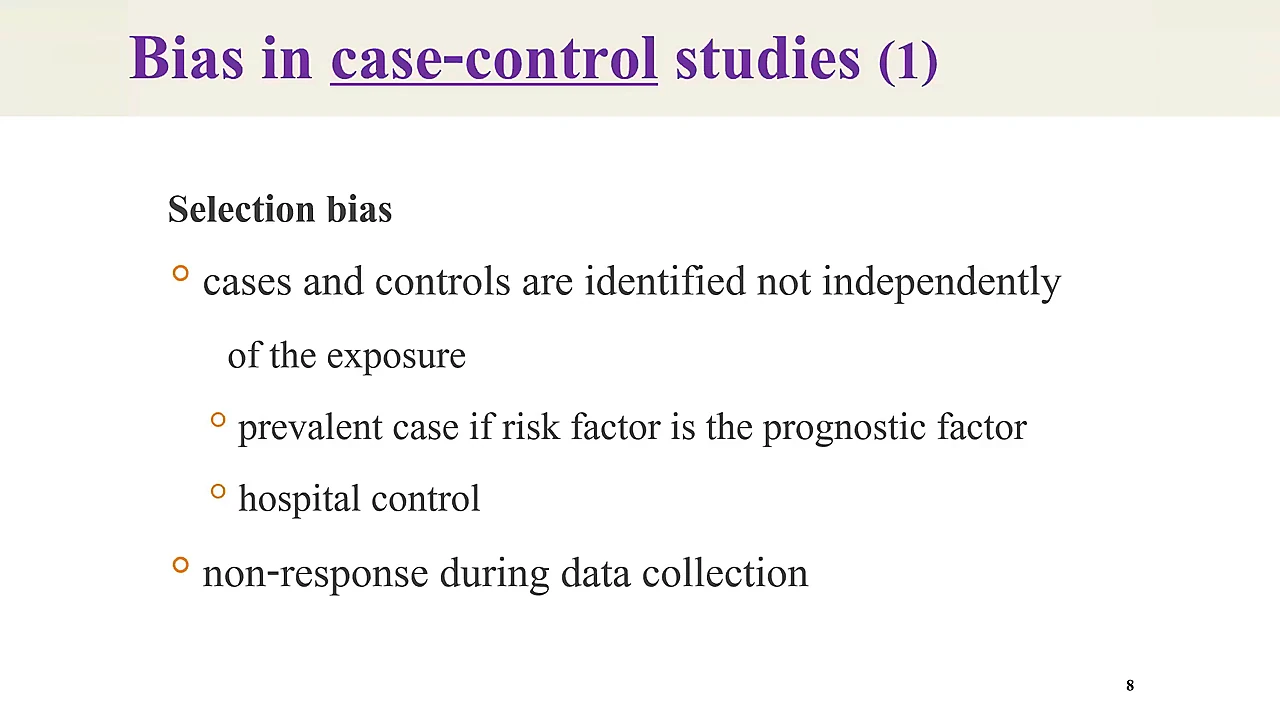 Bias in case-control studies (1)
Selection bias
cases and controls are identified not independently
of the exposure
prevalent case if risk factor is the prognostic factor
hospital control
non-response during data collection
8